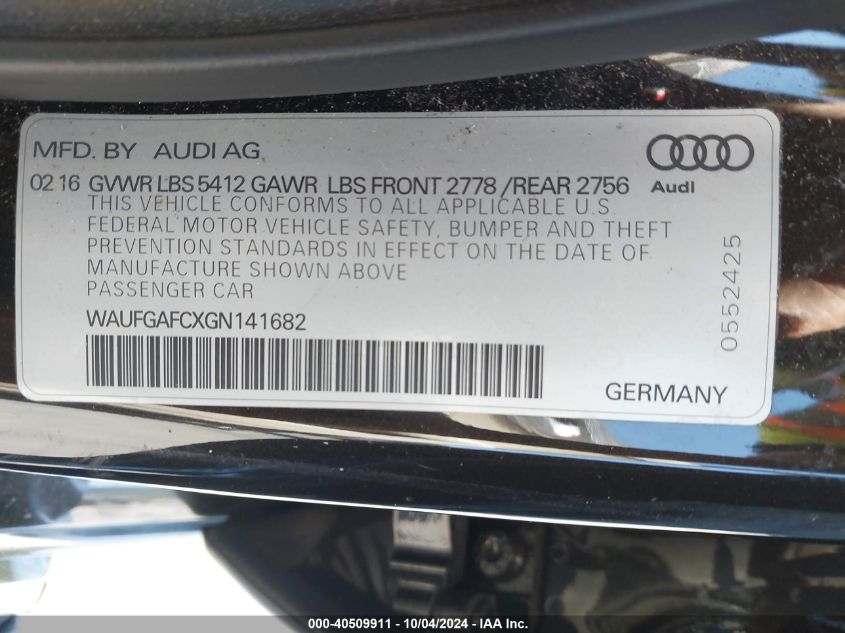 MFD. BY AUDI AG
02 16 GVWR LBS 5412 GAWR LBS FRONT 2778 / REAR 2756
Audi
THIS VEHICLE CONFORMS TO ALL APPLICABLE U.S.
FEDERAL MOTOR VEHICLE SAFETY, BUMPER AND THEFT
PREVENTION STANDARDS IN EFFECT ON THE DATE OF
MANUFACTURE SHOWN ABOVE
PASSENGER CAR
WAUFGAFCXGN141682
0552425
GERMANY
000-40509911 - 10/04/2024 - IAA Inc.